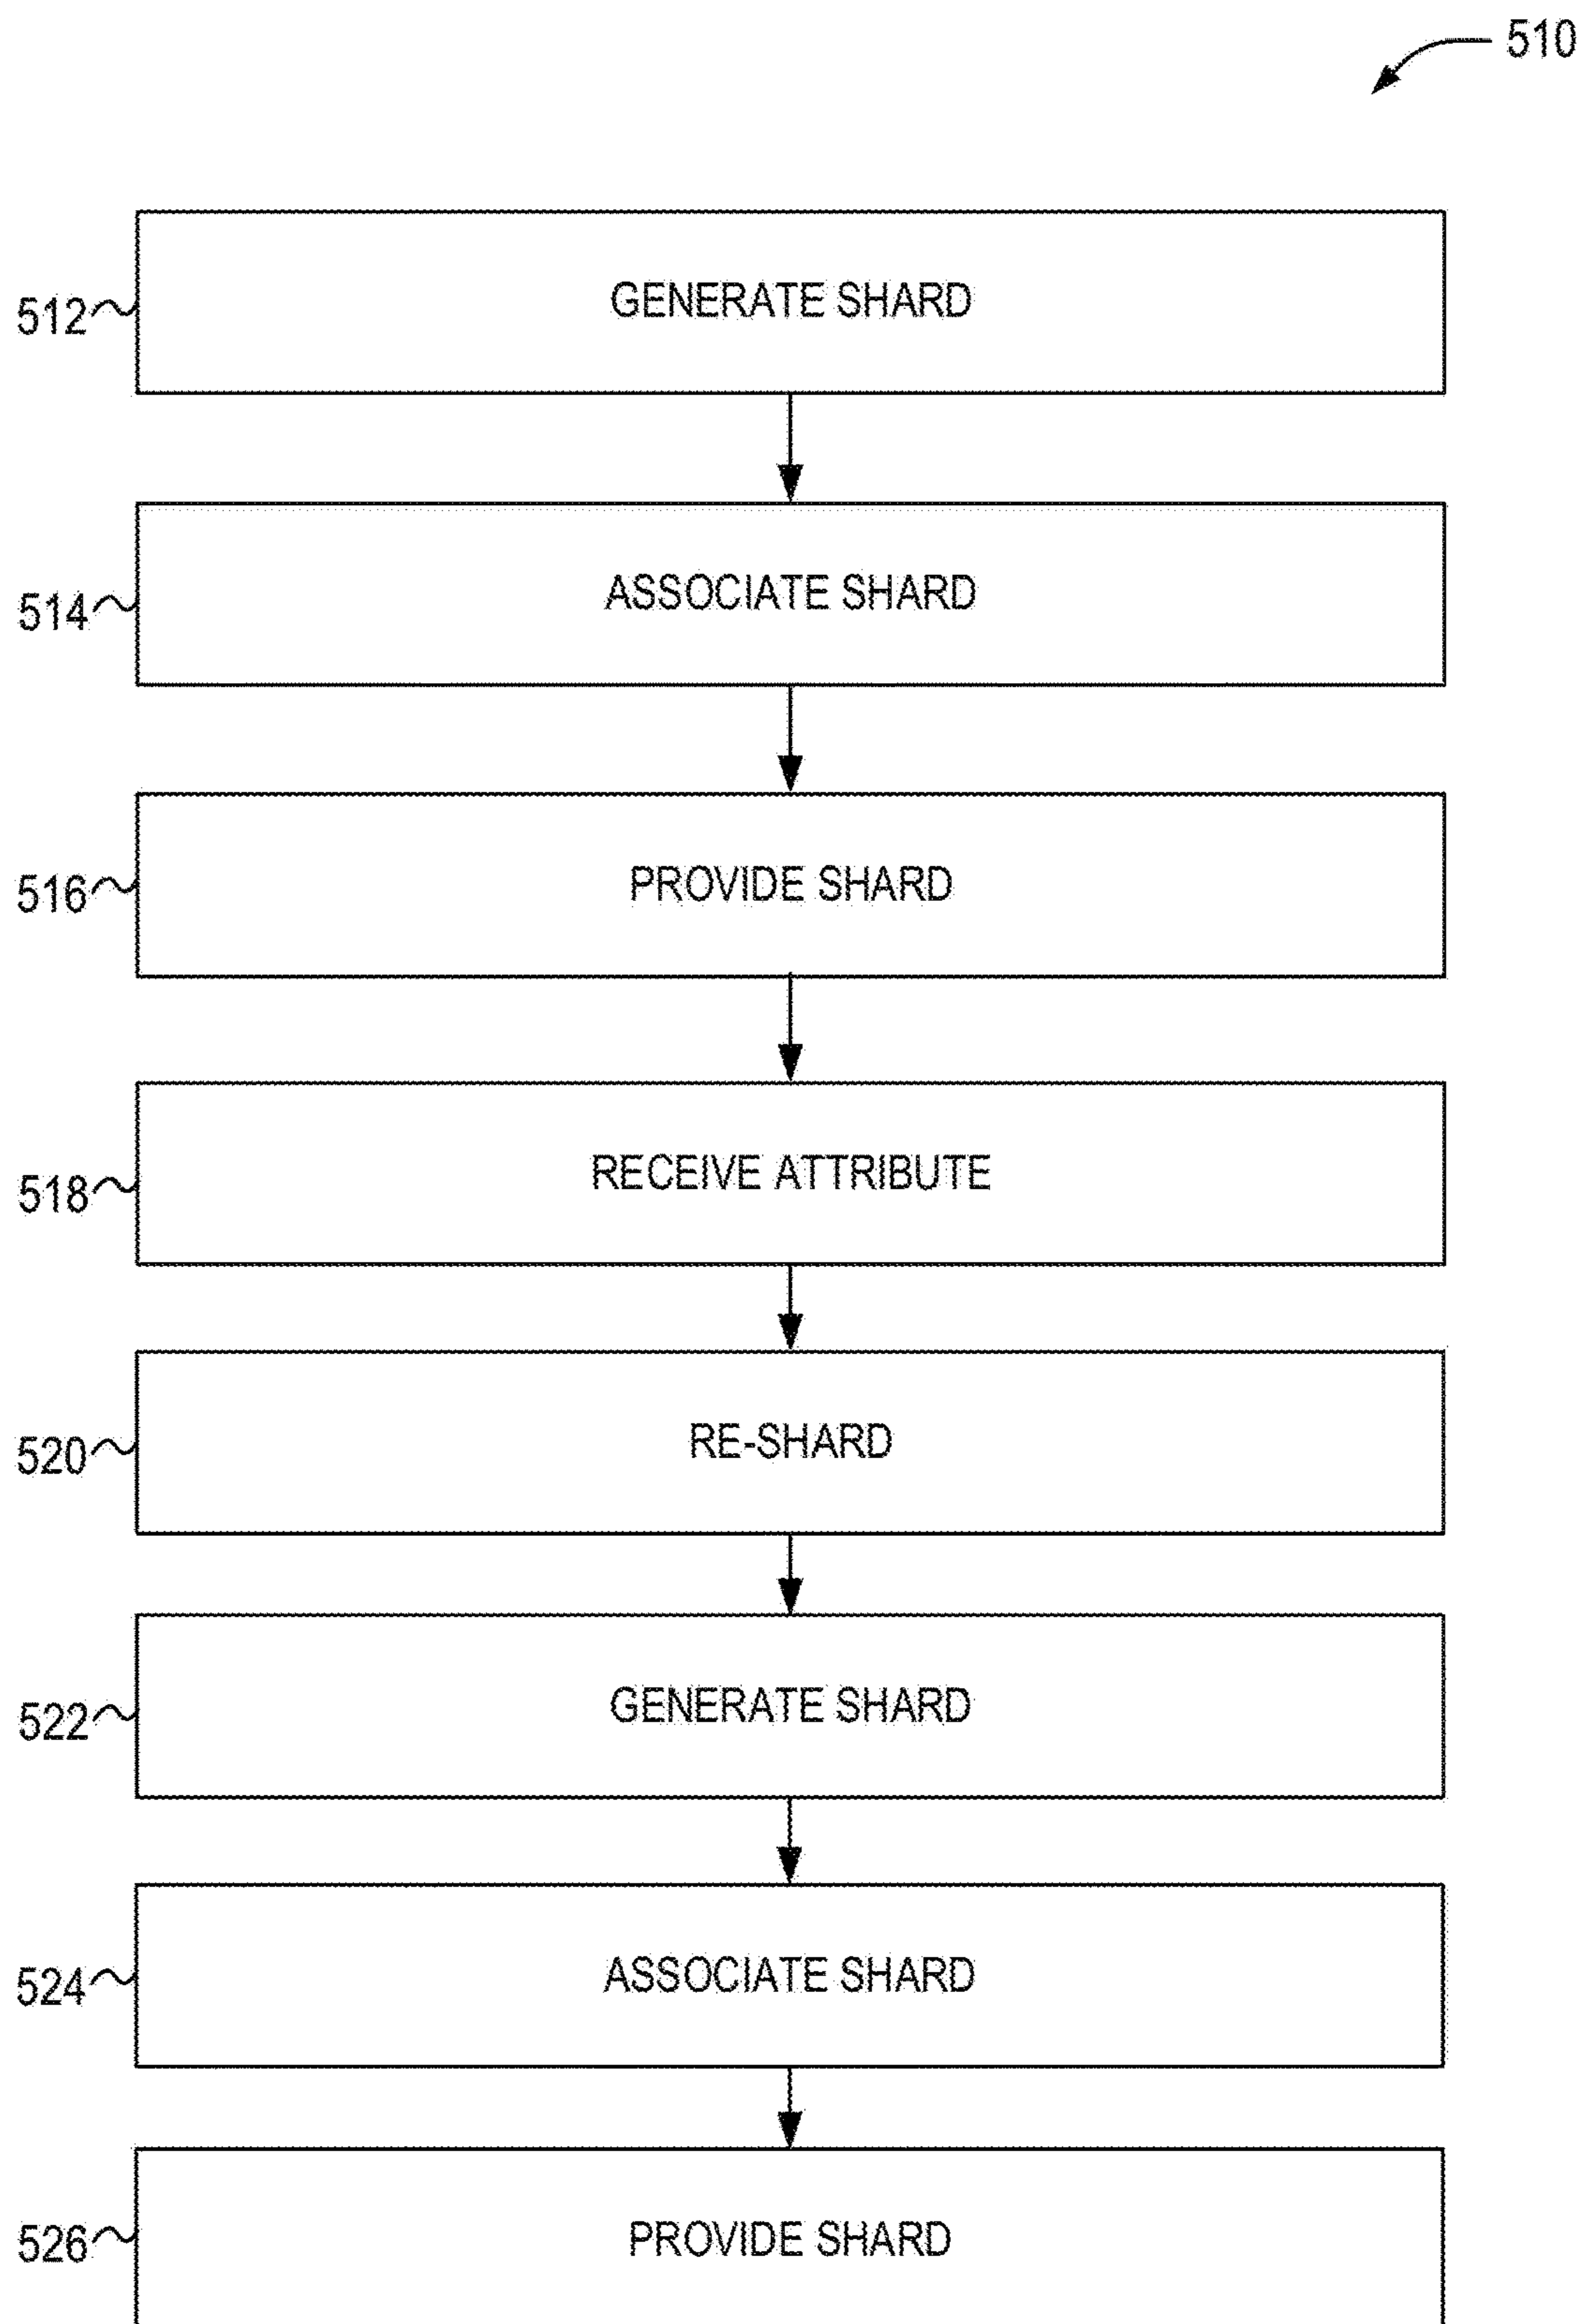 510
512 GENERATE SHARD
514 ASSOCIATE SHARD
516 PROVIDE SHARD
518 RECEIVE ATTRIBUTE
520 RE-SHARD
522 GENERATE SHARD
524 ASSOCIATE SHARD
526 PROVIDE SHARD